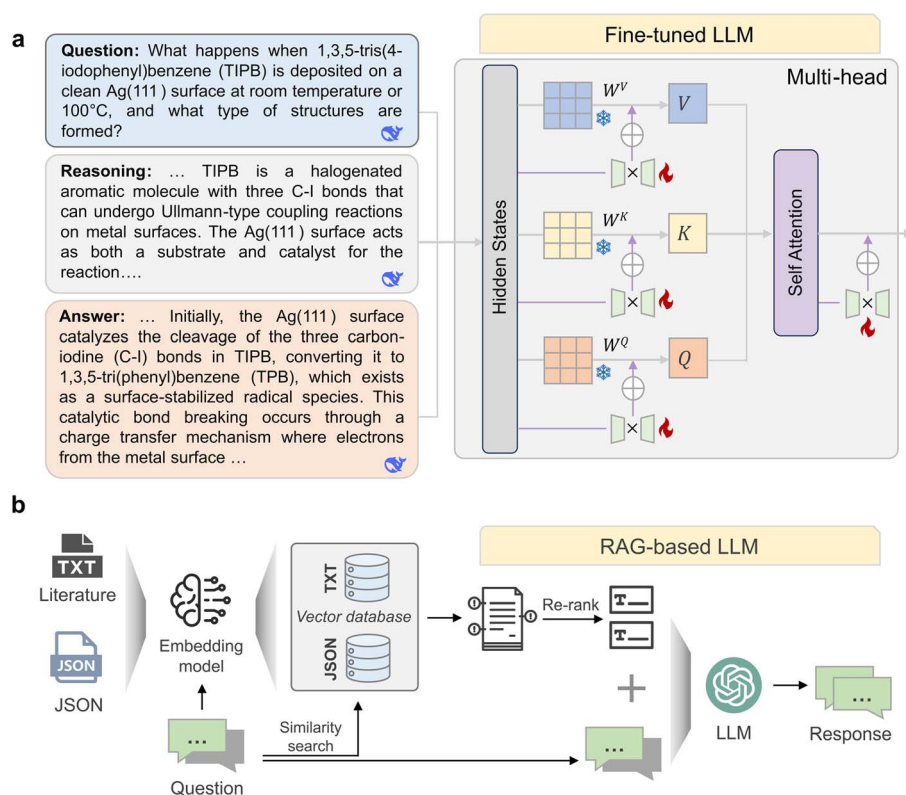 a
Question: What happens when 1,3,5-tris(4-
iodophenyl)benzene (TIPB) is deposited on a
clean Ag(111) surface at room temperature or
100°C, and what type of structures are
formed?
Reasoning: … TIPB is a halogenated
aromatic molecule with three C-I bonds that
can undergo Ullmann-type coupling reactions
on metal surfaces. The Ag(111) surface acts
as both a substrate and catalyst for the
reaction….
Answer: … Initially, the Ag(111) surface
catalyzes the cleavage of the three carbon-
iodine (C-I) bonds in TIPB, converting it to
1,3,5-tri(phenyl)benzene (TPB), which exists
as a surface-stabilized radical species. This
catalytic bond breaking occurs through a
charge transfer mechanism where electrons
from the metal surface …
Fine-tuned LLM
Multi-head
Hidden States
W^V
V
×
W^K
K
×
W^Q
Q
×
Self Attention
×
b
TXT
Literature
JSON
JSON
Embedding
model
TXT
Vector database
JSON
Similarity
search
...
Question
RAG-based LLM
Re-rank
T
T
+
...
LLM
...
Response